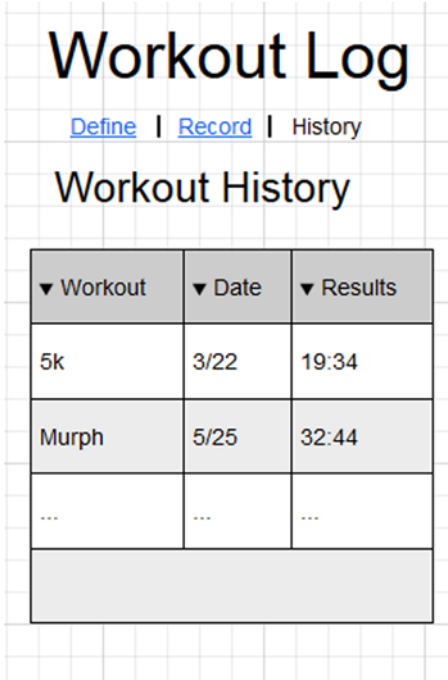 Workout Log
Define | Record | History
Workout History
▼ Workout ▼ Date ▼ Results
5k 3/22 19:34
Murph 5/25 32:44
... ... ...